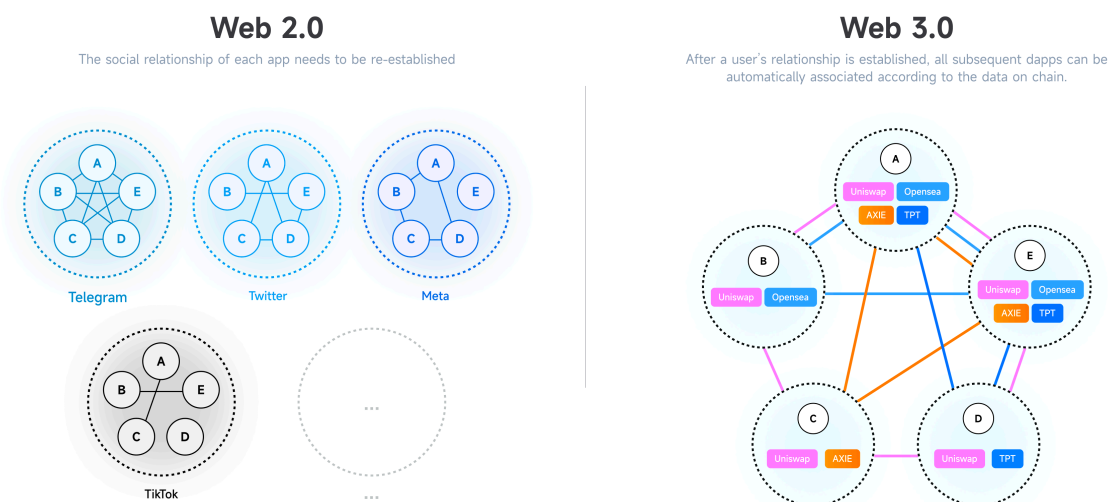 Web 2.0
The social relationship of each app needs to be re-established
A
B
E
C
D
Telegram
A
B
E
C
D
Twitter
A
B
E
C
D
Meta
A
B
E
C
D
TikTok
...
...
Web 3.0
After a user's relationship is established, all subsequent dapps can be
automatically associated according to the data on chain.
A
Uniswap Opensea
AXIE TPT
B
Uniswap Opensea
E
Uniswap Opensea
AXIE TPT
C
Uniswap AXIE
D
Uniswap TPT